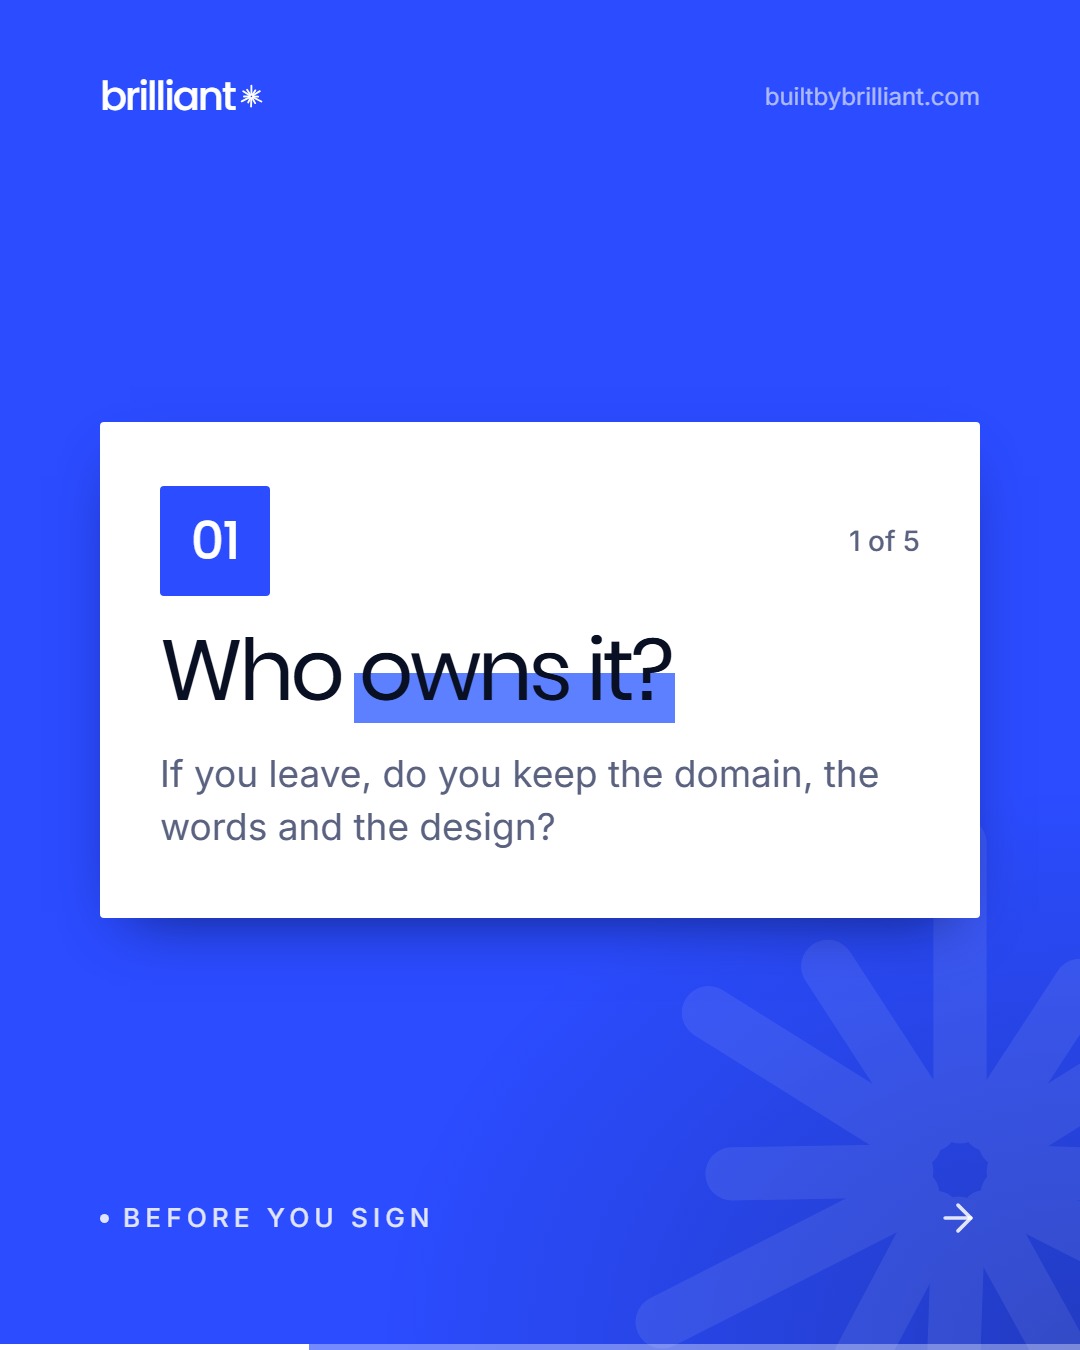 brilliant
builtbybrilliant.com
01
1 of 5
Who owns it?
If you leave, do you keep the domain, the
words and the design?
• BEFORE YOU SIGN